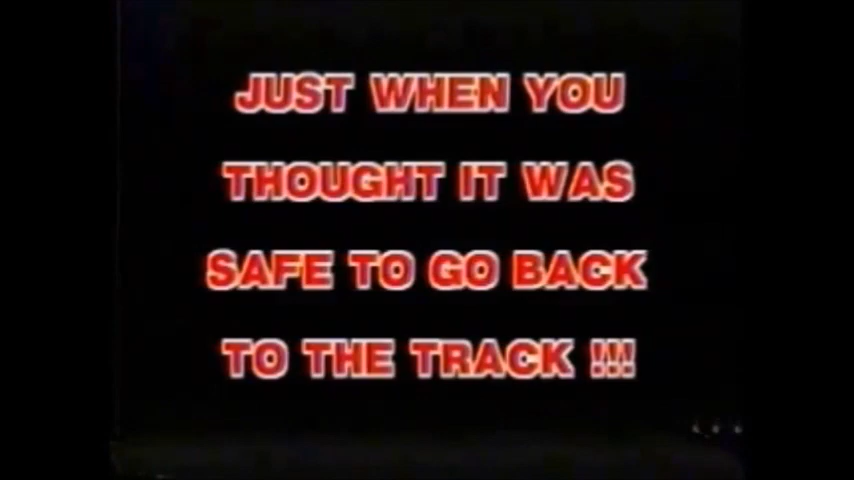 JUST WHEN YOU
THOUGHT IT WAS
SAFE TO GO BACK
TO THE TRACK !!!